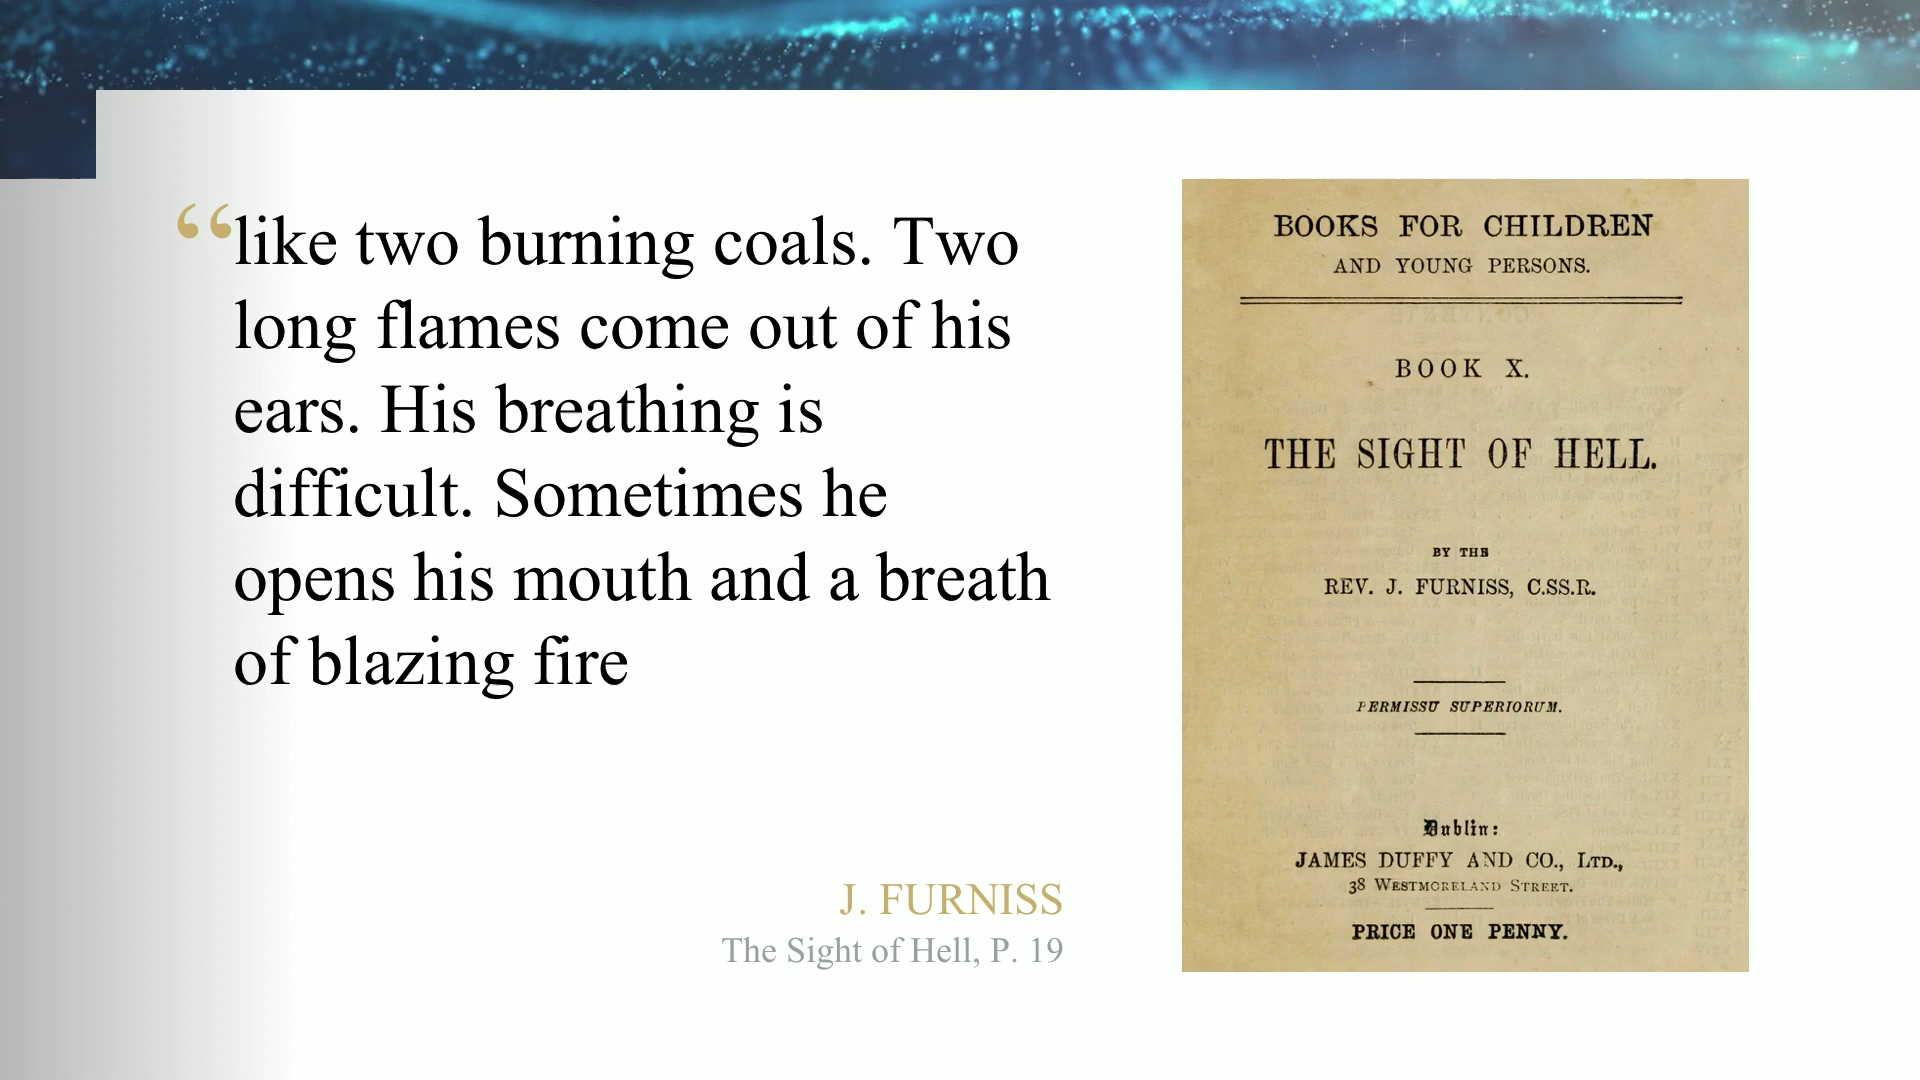 “like two burning coals. Two
long flames come out of his
ears. His breathing is
difficult. Sometimes he
opens his mouth and a breath
of blazing fire
J. FURNISS
The Sight of Hell, P. 19
BOOKS FOR CHILDREN
AND YOUNG PERSONS.
BOOK X.
THE SIGHT OF HELL.
BY THE
REV. J. FURNISS, C.SS.R.
PERMISSU SUPERIORUM.
Dublin:
JAMES DUFFY AND CO., LTD.,
38 WESTMORELAND STREET.
PRICE ONE PENNY.